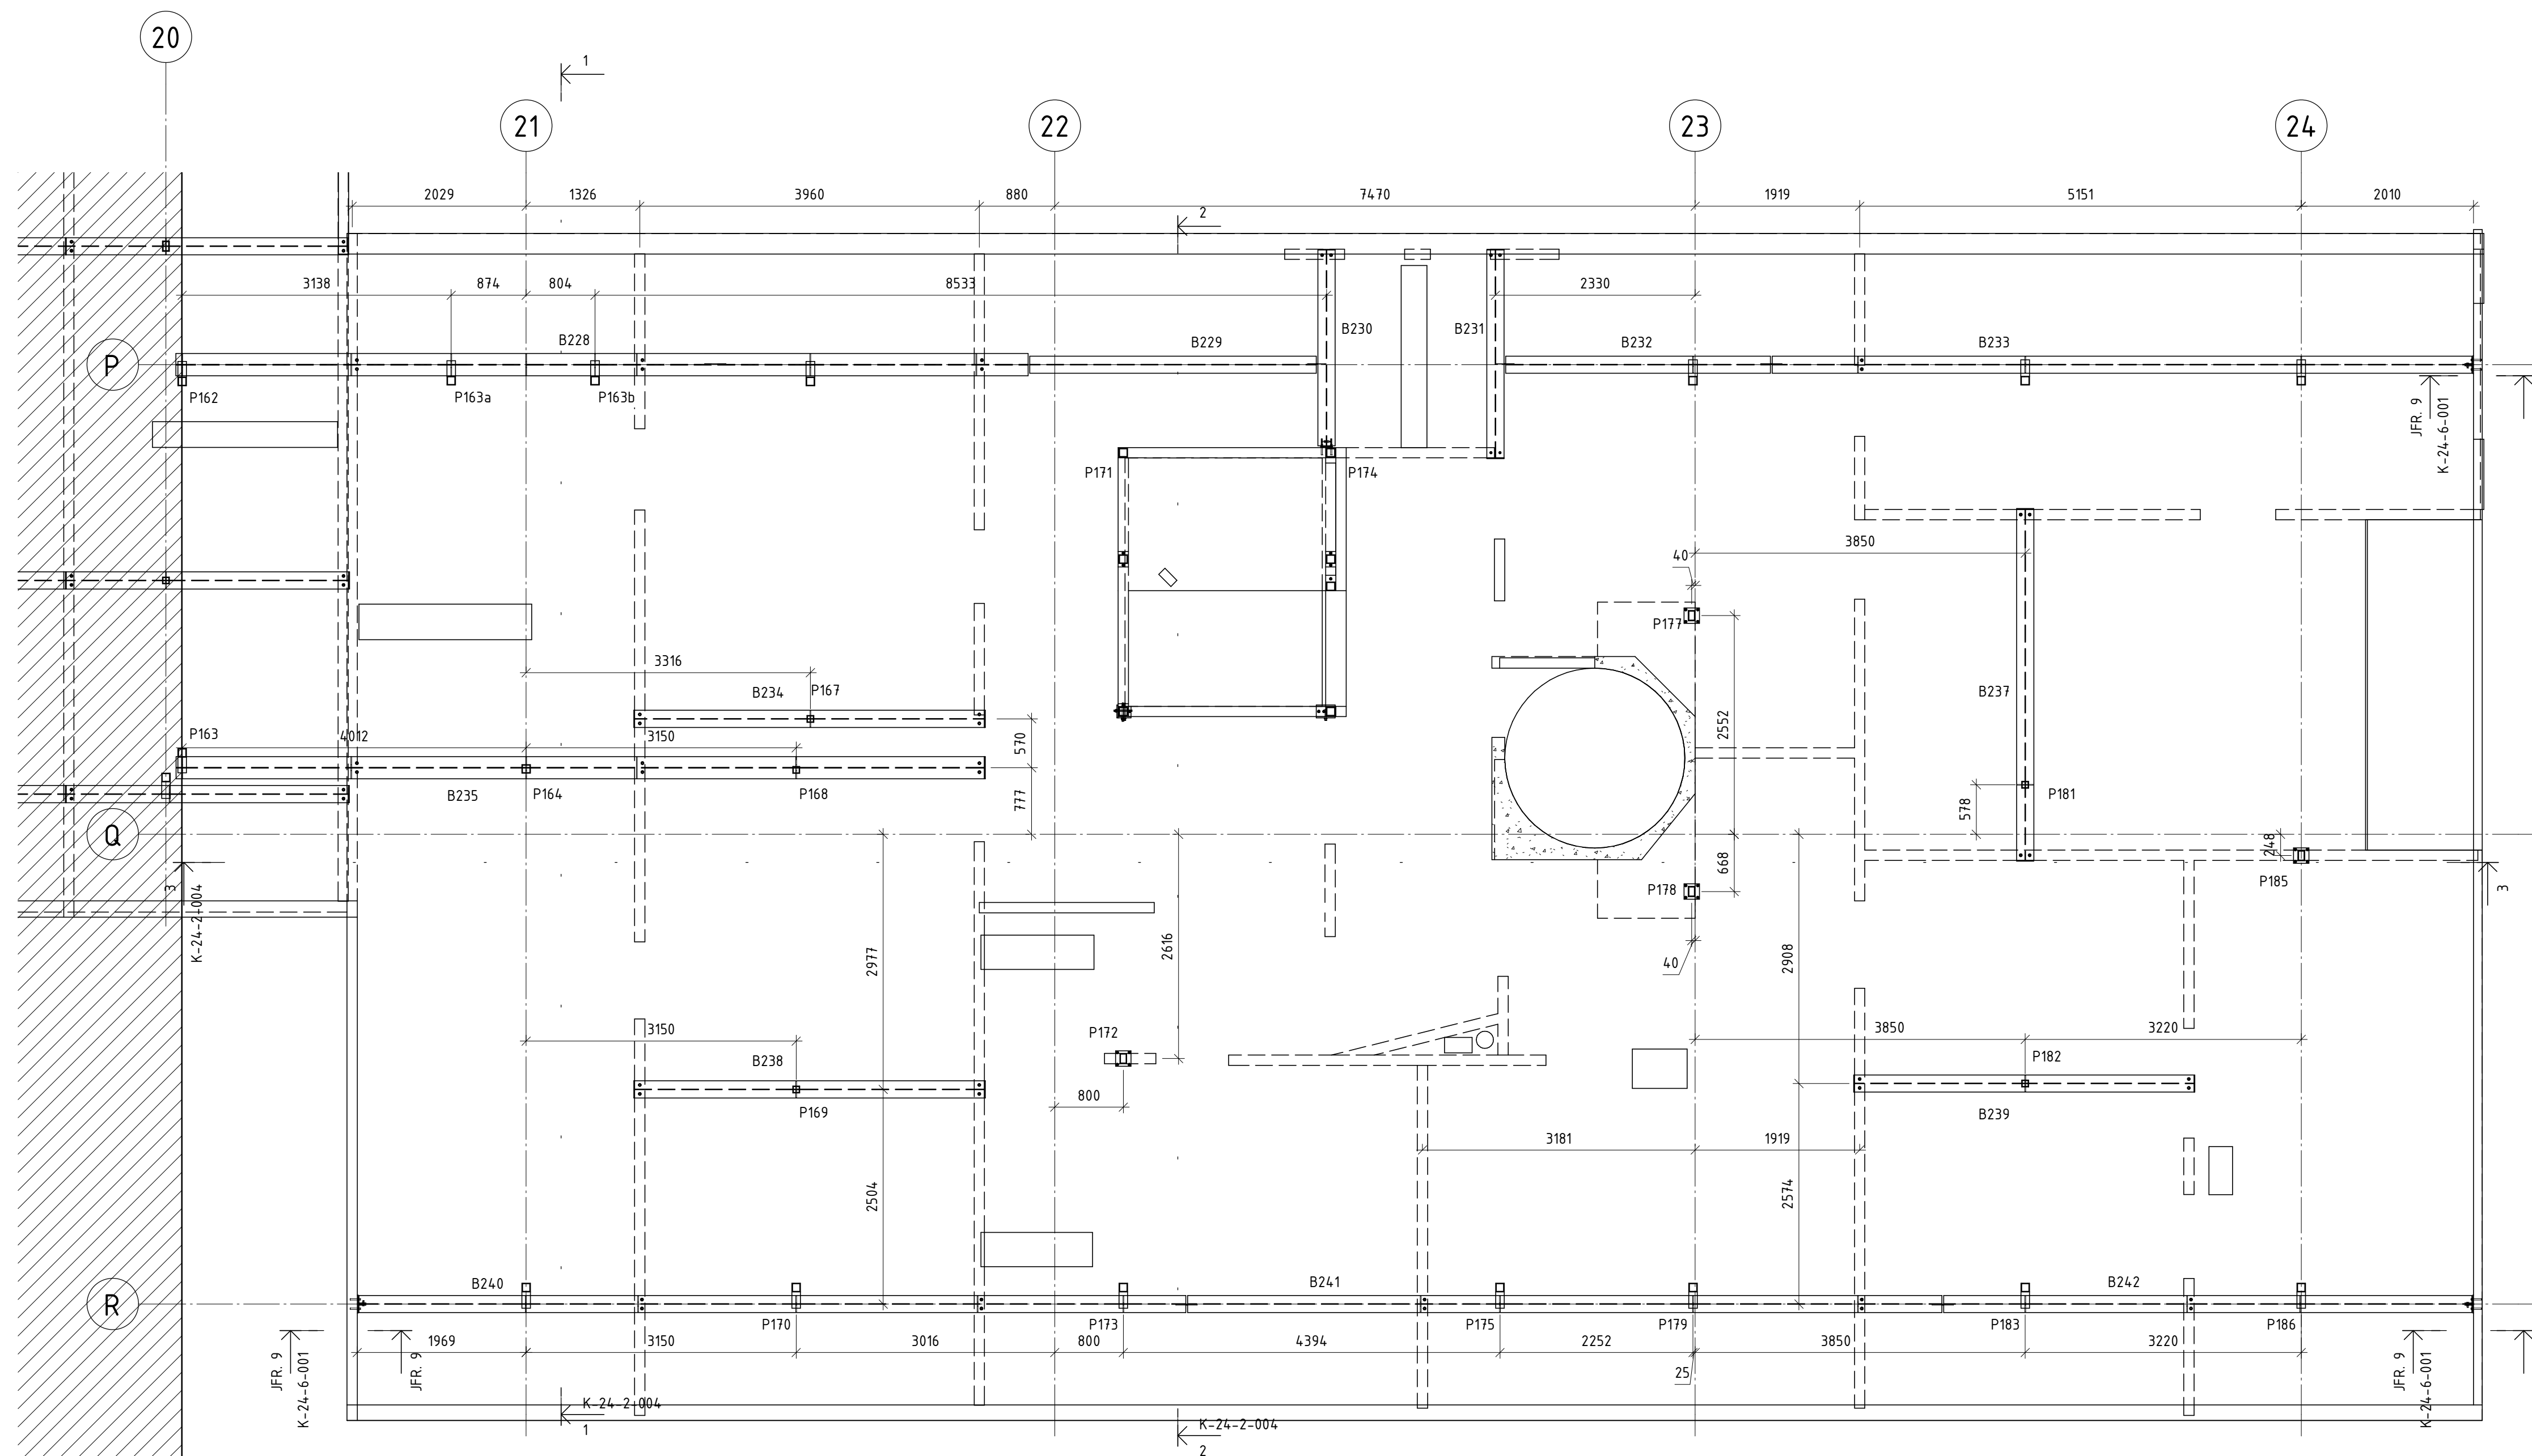 20
1
21
22
23
24
2029
1326
3960
880
7470
1919
5151
2010
2
3138
874
804
8533
2330
B228
B229
B230
B231
B232
B233
P
P162
P163a
P163b
JFR. 9
K-24-6-001
P171
P174
3850
40
P177
3316
B234
P167
B237
2552
P163
4012
3150
570
B235
P164
P168
777
578
P181
Q
248
3
K-24-2-004
668
P178
P185
3
2977
2616
40
2908
3150
P172
3850
3220
B238
P182
P169
800
B239
3181
1919
2504
2574
B240
B241
B242
R
P170
P173
P175
P179
P183
P186
1969
3150
3016
800
4394
2252
3850
3220
25
JFR. 9
K-24-6-001
JFR. 9
JFR. 9
K-24-6-001
K-24-2-004
1
K-24-2-004
2